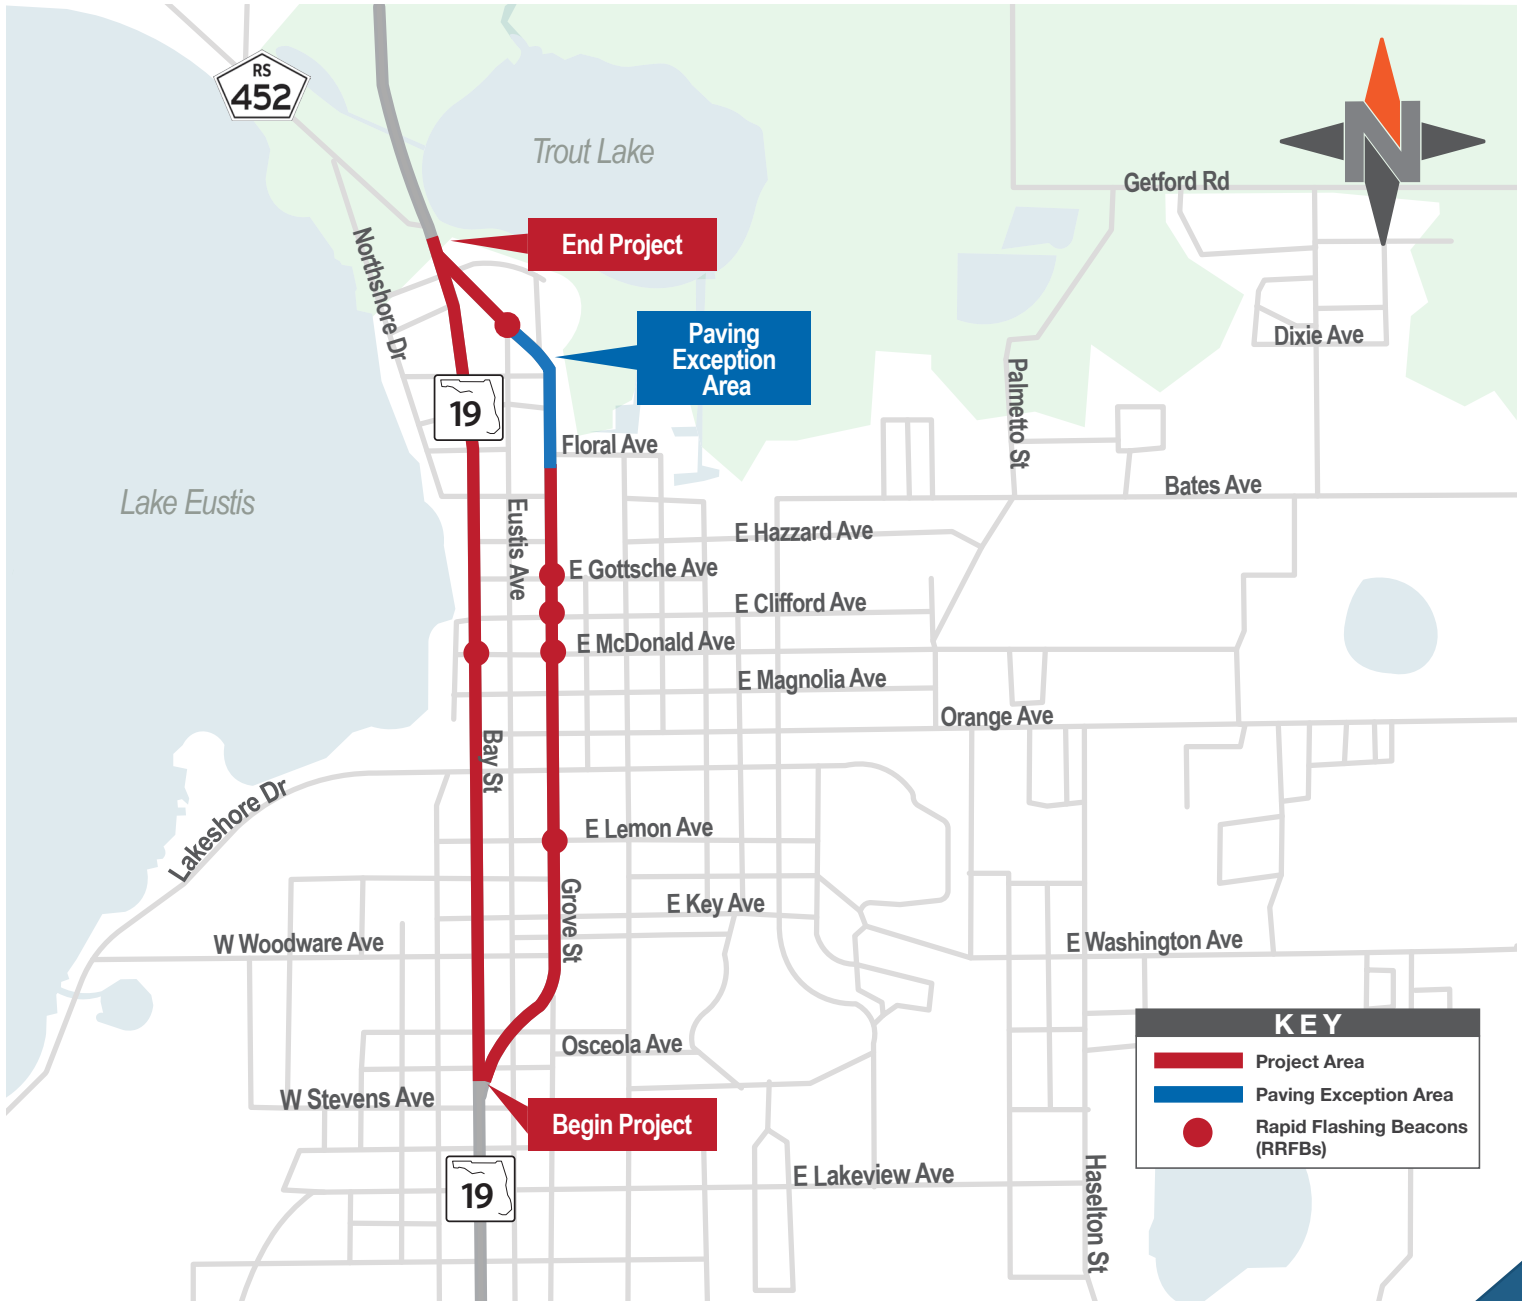 RS
452
Trout Lake
Getford Rd
N
End Project
Northshore Dr
Paving
Exception
Area
Dixie Ave
Palmetto St
19
Floral Ave
Bates Ave
Lake Eustis
Eustis Ave
E Hazzard Ave
E Gottsche Ave
E Clifford Ave
E McDonald Ave
E Magnolia Ave
Orange Ave
Bay St
Lakeshore Dr
E Lemon Ave
Grove St
E Key Ave
W Woodware Ave
E Washington Ave
Osceola Ave
W Stevens Ave
Begin Project
19
E Lakeview Ave
Haselton St
KEY
Project Area
Paving Exception Area
Rapid Flashing Beacons
(RRFBs)